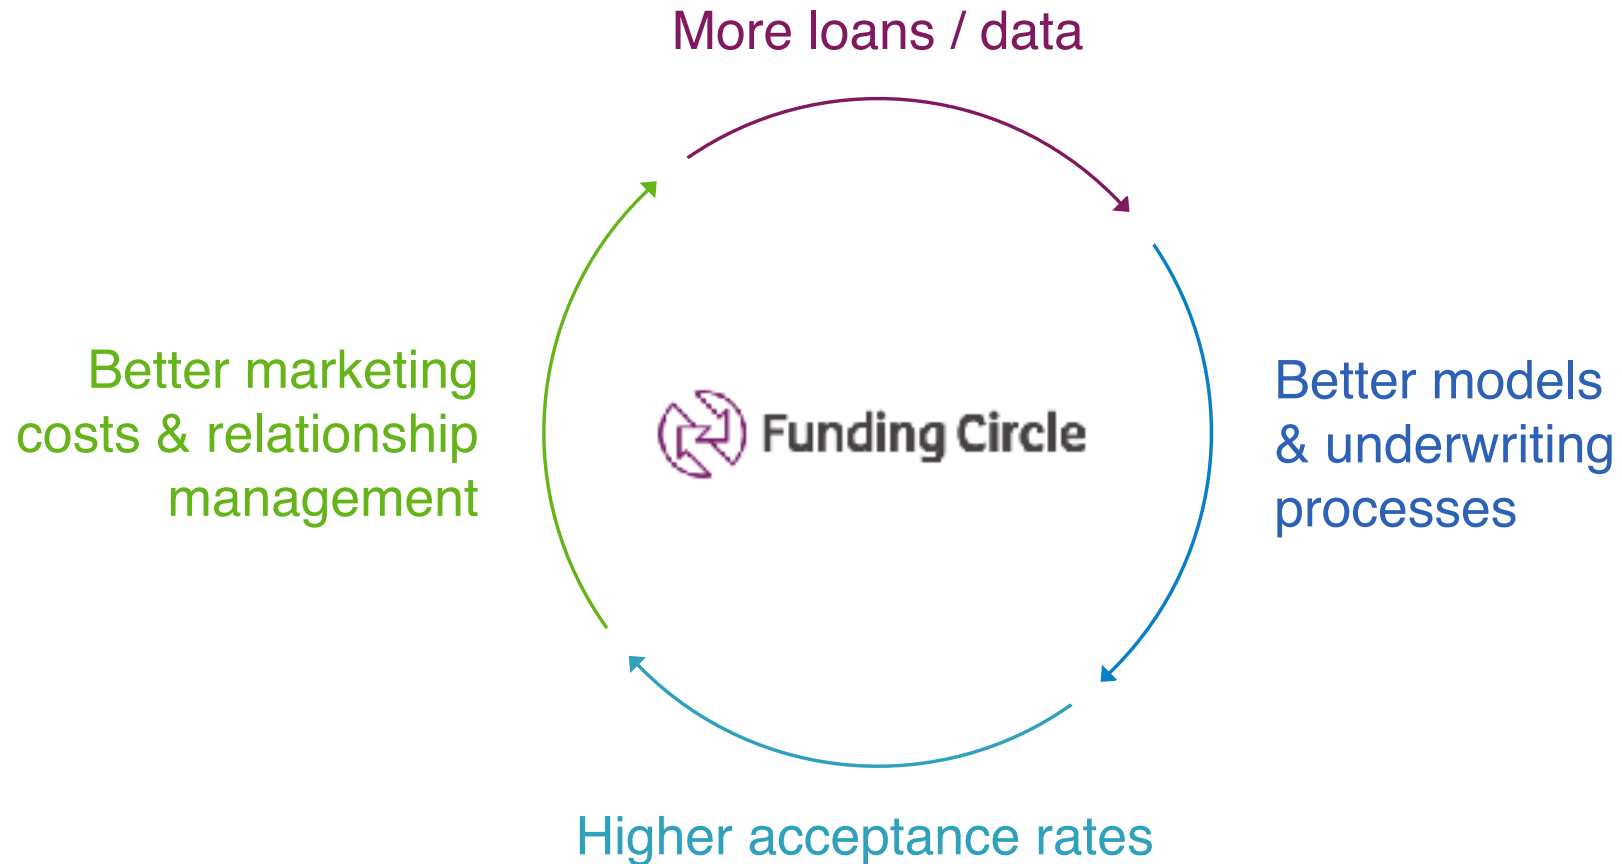 More loans / data
Better marketing
costs & relationship
management
Funding Circle
Better models
& underwriting
processes
Higher acceptance rates